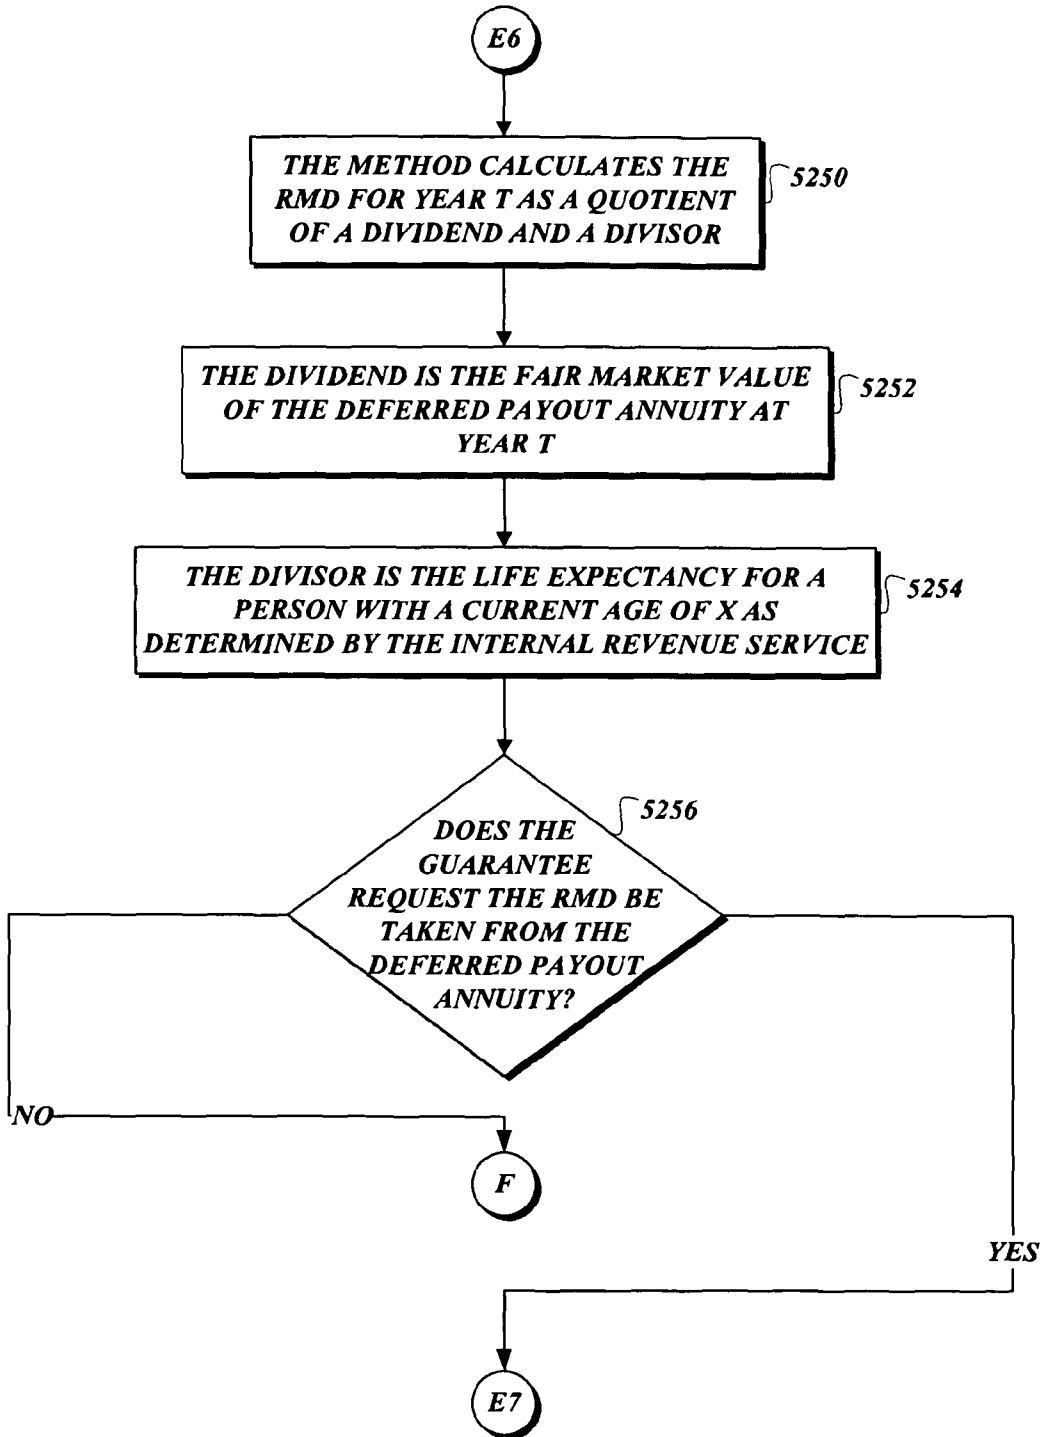 E6
THE METHOD CALCULATES THE
RMD FOR YEAR T AS A QUOTIENT
OF A DIVIDEND AND A DIVISOR
5250
THE DIVIDEND IS THE FAIR MARKET VALUE
OF THE DEFERRED PAYOUT ANNUITY AT
YEAR T
5252
THE DIVISOR IS THE LIFE EXPECTANCY FOR A
PERSON WITH A CURRENT AGE OF X AS
DETERMINED BY THE INTERNAL REVENUE SERVICE
5254
5256
DOES THE
GUARANTEE
REQUEST THE RMD BE
TAKEN FROM THE
DEFERRED PAYOUT
ANNUITY?
NO
F
YES
E7